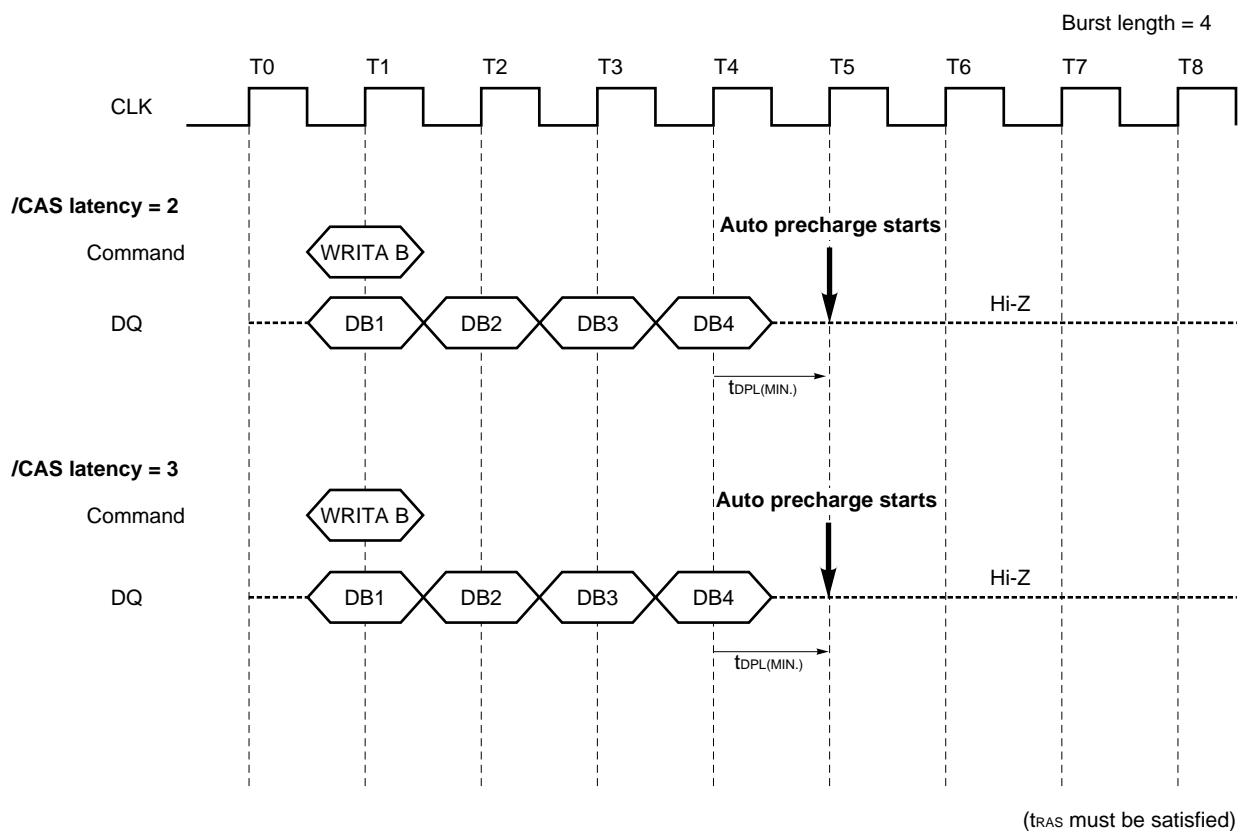 Burst length = 4
T0 T1 T2 T3 T4 T5 T6 T7 T8
CLK
/CAS latency = 2
Auto precharge starts
Command WRITA B
Hi-Z
DQ DB1 DB2 DB3 DB4
tDPL(MIN.)
/CAS latency = 3
Auto precharge starts
Command WRITA B
Hi-Z
DQ DB1 DB2 DB3 DB4
tDPL(MIN.)
(tRAS must be satisfied)